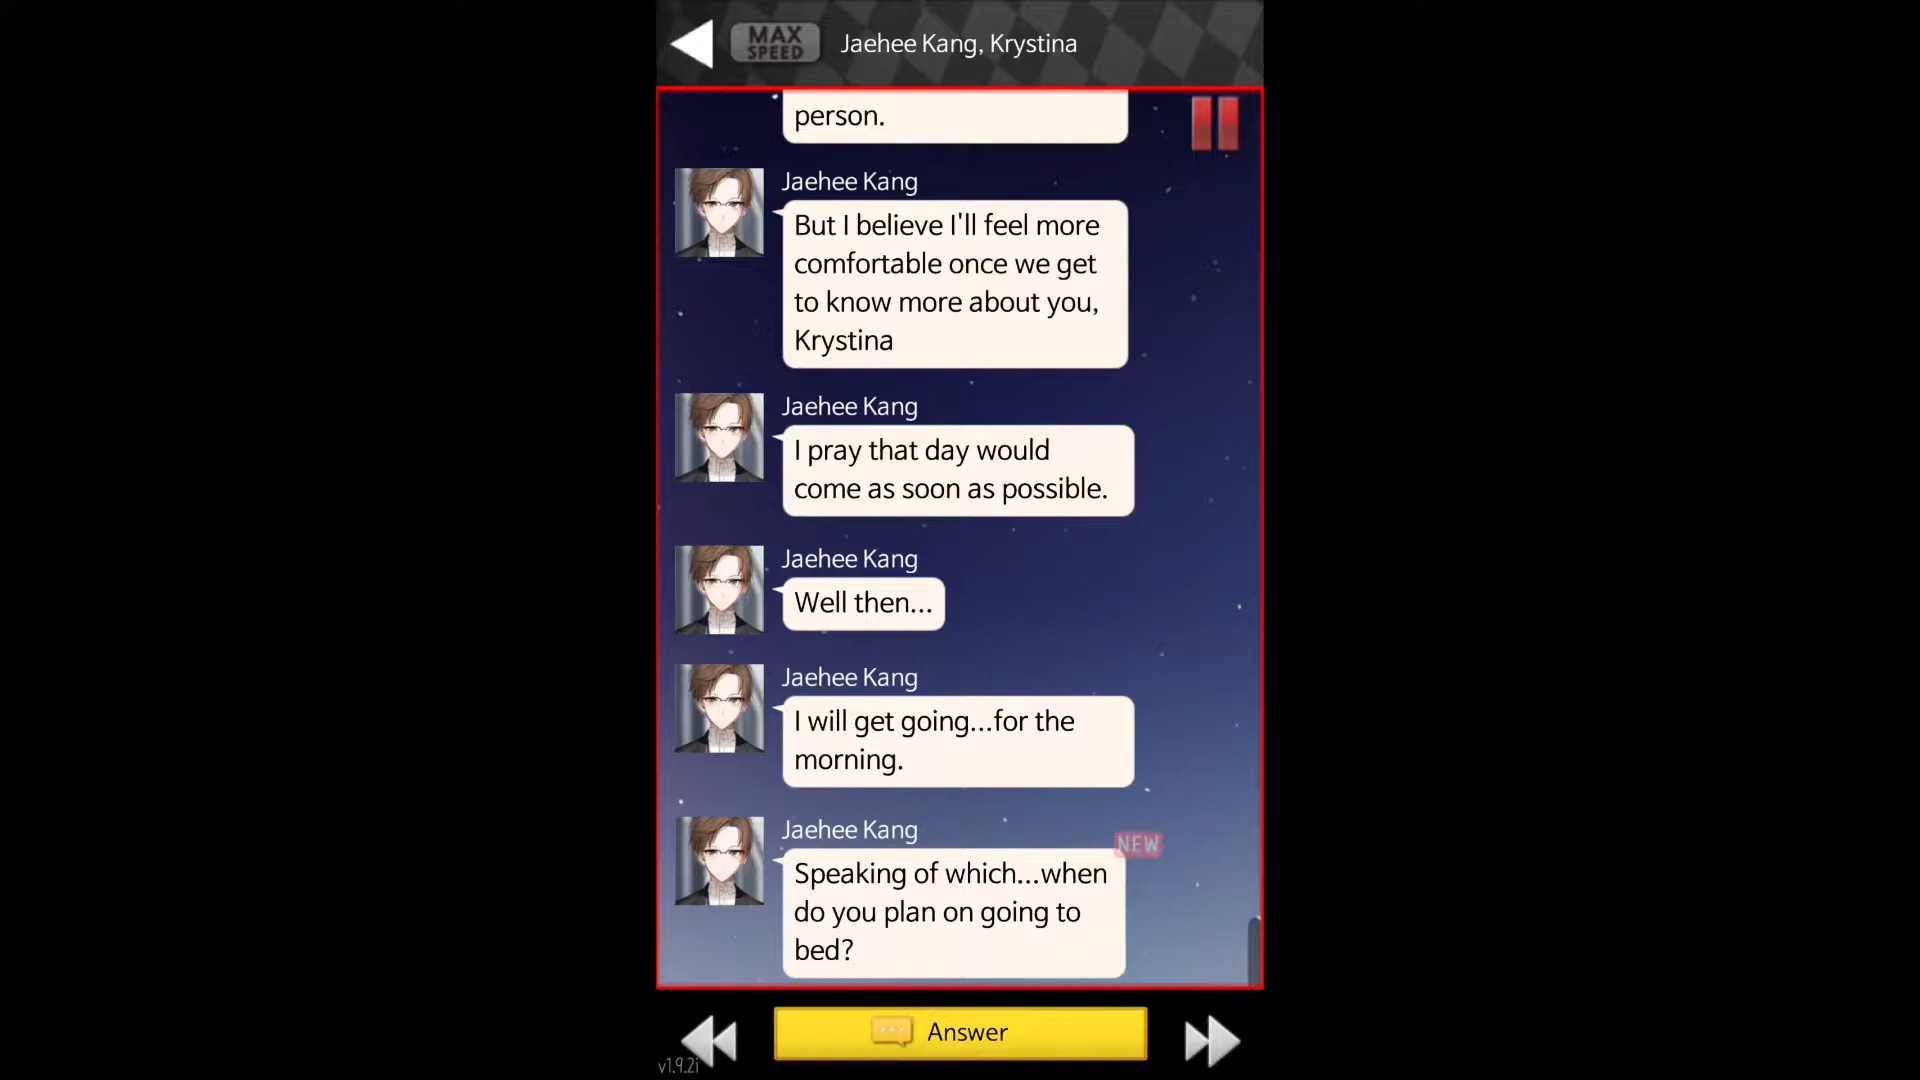 MAX
SPEED
Jaehee Kang, Krystina
person.
Jaehee Kang
But I believe I'll feel more
comfortable once we get
to know more about you,
Krystina
Jaehee Kang
I pray that day would
come as soon as possible.
Jaehee Kang
Well then...
Jaehee Kang
I will get going...for the
morning.
Jaehee Kang
NEW
Speaking of which...when
do you plan on going to
bed?
Answer
v1.9.2i